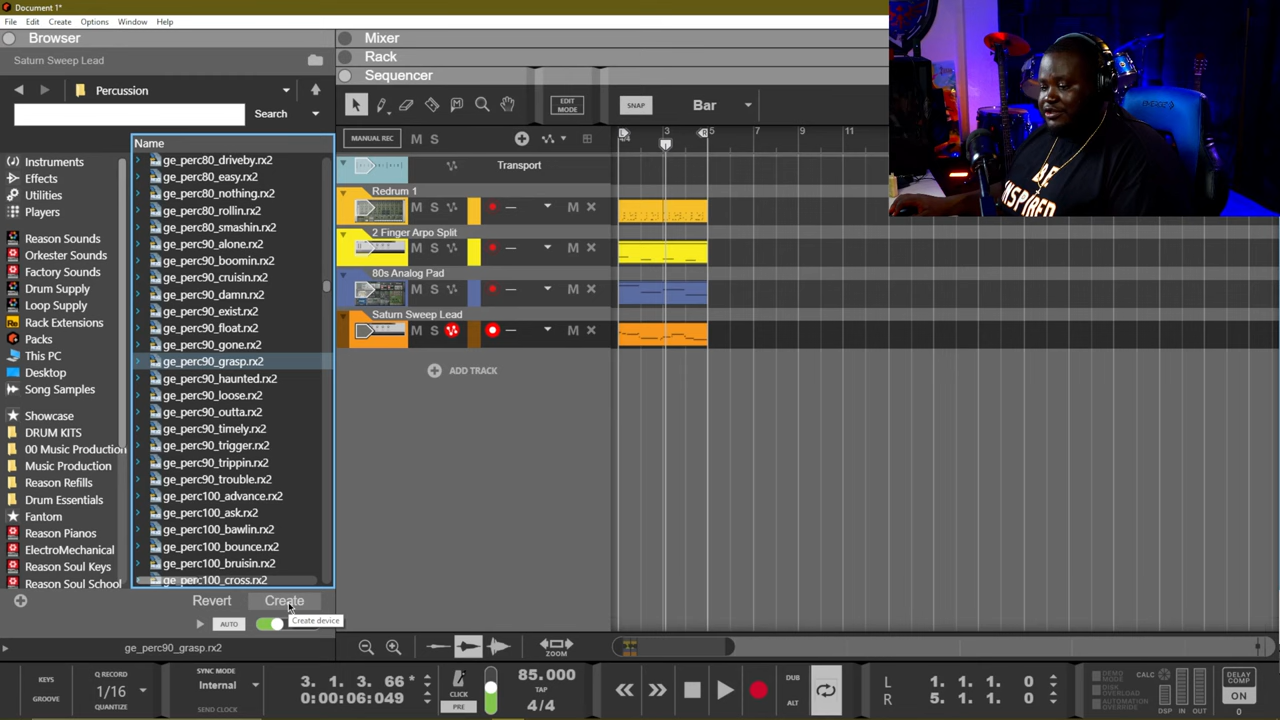 Document 1*
File Edit Create Options Window Help
Browser
Saturn Sweep Lead
Percussion
Search
Name
Instruments
Effects
Utilities
Players
Reason Sounds
Orkester Sounds
Factory Sounds
Drum Supply
Loop Supply
Rack Extensions
Packs
This PC
Desktop
Song Samples
Showcase
DRUM KITS
00 Music Production
Music Production
Reason Refills
Drum Essentials
Fantom
Reason Pianos
ElectroMechanical
Reason Soul Keys
Reason Soul School
ge_perc80_driveby.rx2
ge_perc80_easy.rx2
ge_perc80_nothing.rx2
ge_perc80_rollin.rx2
ge_perc80_smashin.rx2
ge_perc90_alone.rx2
ge_perc90_boomin.rx2
ge_perc90_cruisin.rx2
ge_perc90_damn.rx2
ge_perc90_exist.rx2
ge_perc90_float.rx2
ge_perc90_gone.rx2
ge_perc90_grasp.rx2
ge_perc90_haunted.rx2
ge_perc90_loose.rx2
ge_perc90_outta.rx2
ge_perc90_timely.rx2
ge_perc90_trigger.rx2
ge_perc90_trippin.rx2
ge_perc90_trouble.rx2
ge_perc100_advance.rx2
ge_perc100_ask.rx2
ge_perc100_bawlin.rx2
ge_perc100_bounce.rx2
ge_perc100_bruisin.rx2
ge_perc100_cross.rx2
Revert Create
Create device
AUTO
ge_perc90_grasp.rx2
Mixer
Rack
Sequencer
EDIT
MODE
SNAP
Bar
MANUAL REC M S
3 5 7 9 11
Transport
Redrum 1
M S M
2 Finger Arpo Split
M S M
80s Analog Pad
M S M
Saturn Sweep Lead
M S M
ADD TRACK
ZOOM
KEYS
GROOVE
Q RECORD
1/16
QUANTIZE
SYNC MODE
Internal
SEND CLOCK
3. 1. 3. 66
0:00:06:049
CLICK
PRE
85.000
TAP
4/4
DUB
ALT
L 1. 1. 1. 0
R 5. 1. 1. 0
DEMO MODE
DISK OVERLOAD
AUTOMATION OVERRIDE
CALC
DSP IN OUT
DELAY
COMP
ON
0